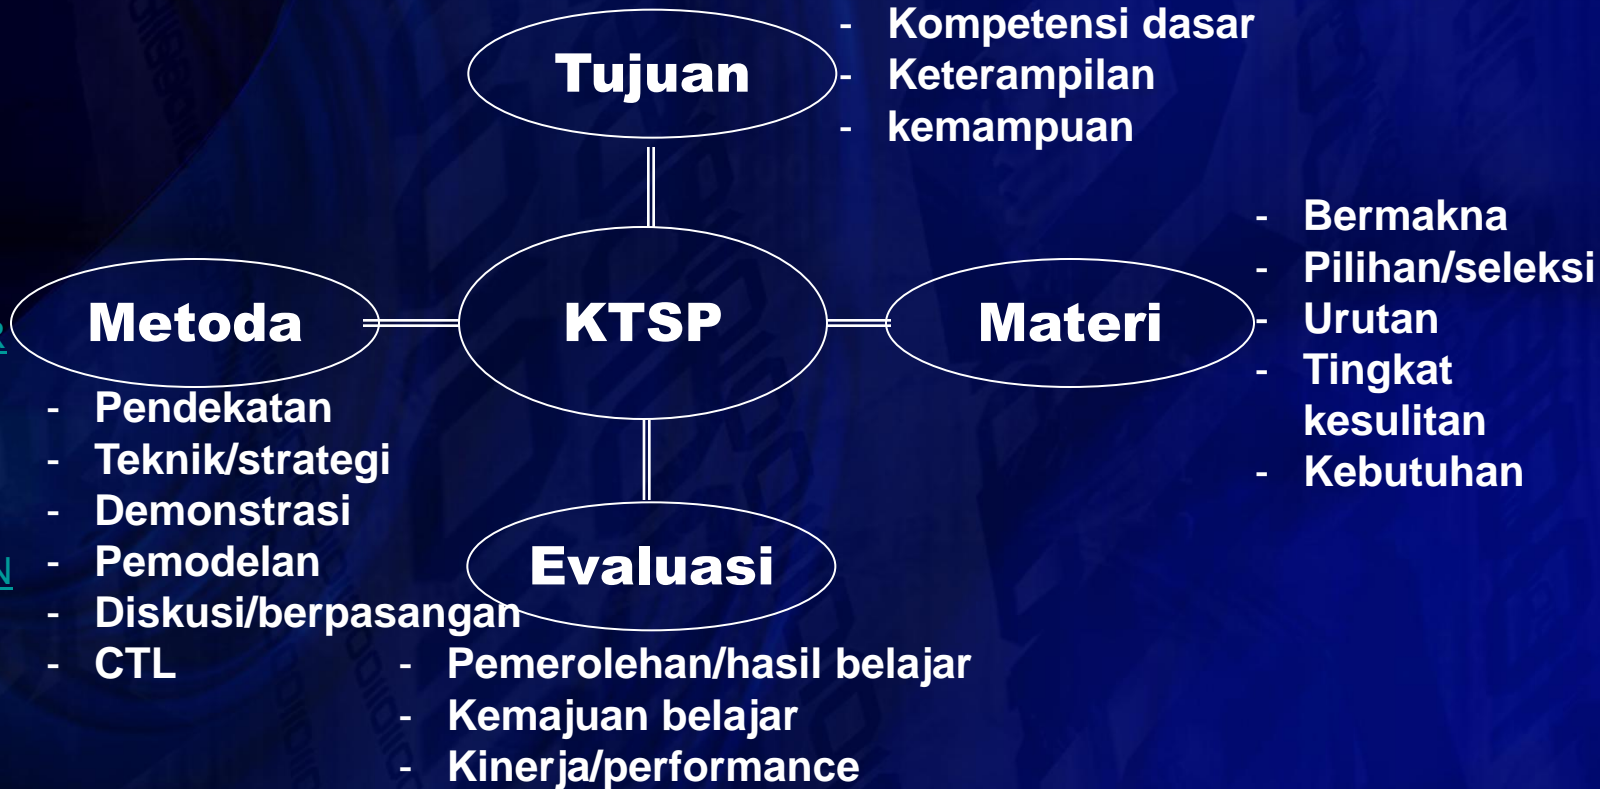 Tujuan
- Kompetensi dasar
- Keterampilan
- kemampuan
Metoda
KTSP
Materi
- Bermakna
- Pilihan/seleksi
- Urutan
- Tingkat
kesulitan
- Kebutuhan
- Pendekatan
- Teknik/strategi
- Demonstrasi
- Pemodelan
- Diskusi/berpasangan
- CTL
Evaluasi
- Pemerolehan/hasil belajar
- Kemajuan belajar
- Kinerja/performance